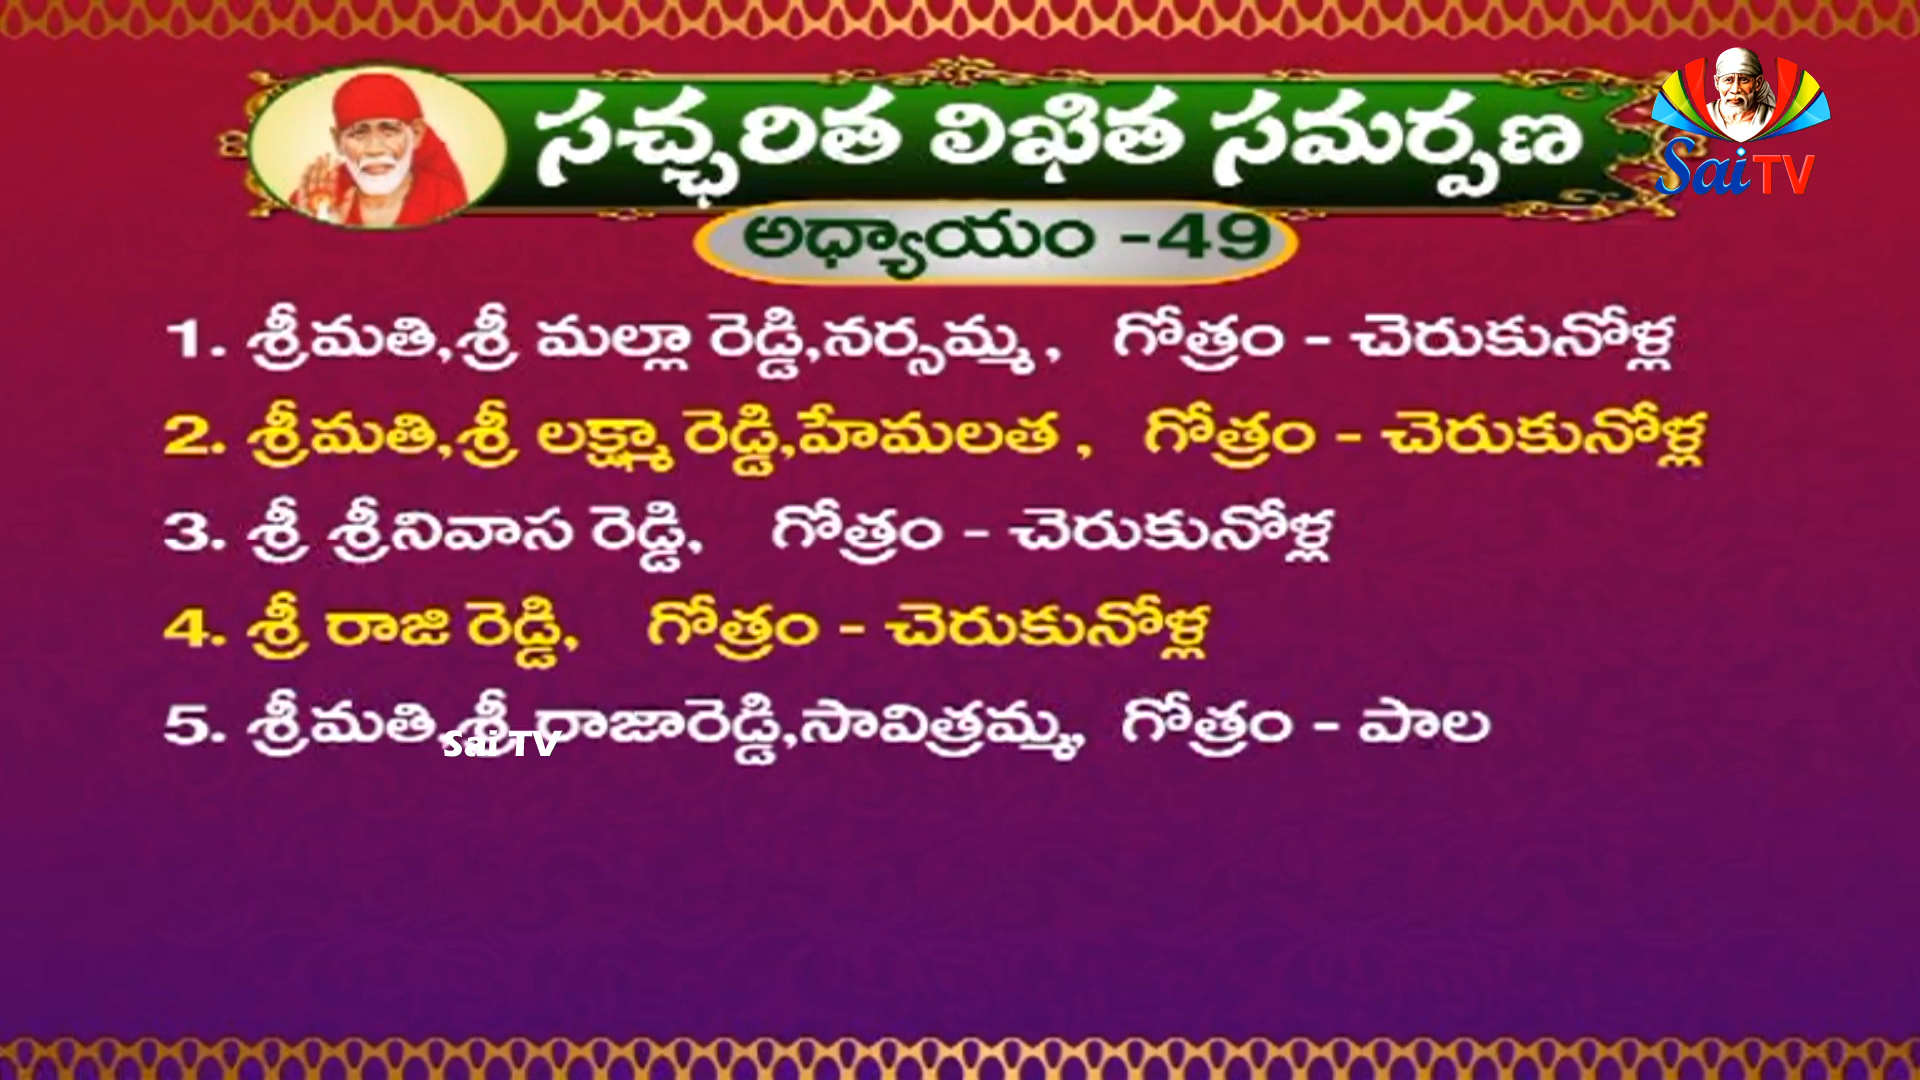 సచ్ఛరిత లిఖిత సమర్పణ
Sai TV
అధ్యాయం -49
1. శ్రీమతి,శ్రీ మల్లా రెడ్డి,నర్సమ్మ, గోత్రం - చెరుకునోళ్ల
2. శ్రీమతి,శ్రీ లక్ష్మా రెడ్డి,హేమలత, గోత్రం - చెరుకునోళ్ల
3. శ్రీ శ్రీనివాస రెడ్డి, గోత్రం - చెరుకునోళ్ల
4. శ్రీ రాజి రెడ్డి, గోత్రం - చెరుకునోళ్ల
5. శ్రీమతి,శ్రీ రాజారెడ్డి,సావిత్రమ్మ, గోత్రం - పాల
Sai TV